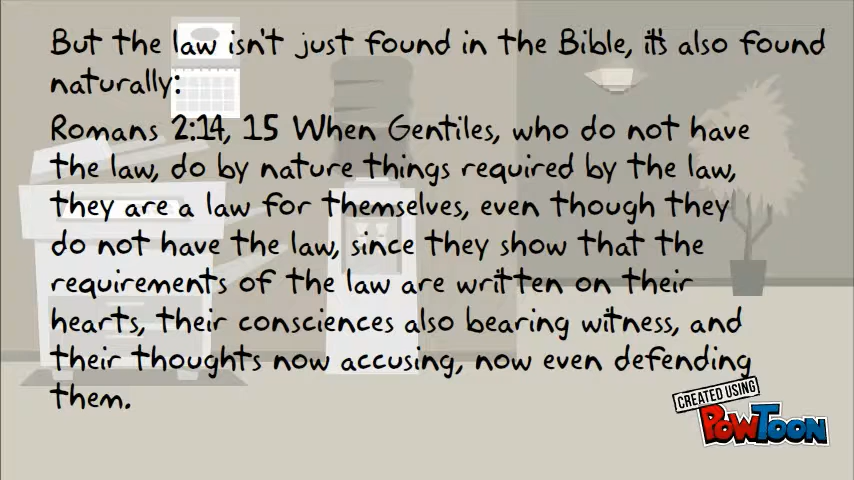 But the law isn't just found in the Bible, it's also found
naturally:
Romans 2:14, 15 When Gentiles, who do not have
the law, do by nature things required by the law,
they are a law for themselves, even though they
do not have the law, since they show that the
requirements of the law are written on their
hearts, their consciences also bearing witness, and
their thoughts now accusing, now even defending
them.
CREATED USING
POWTOON